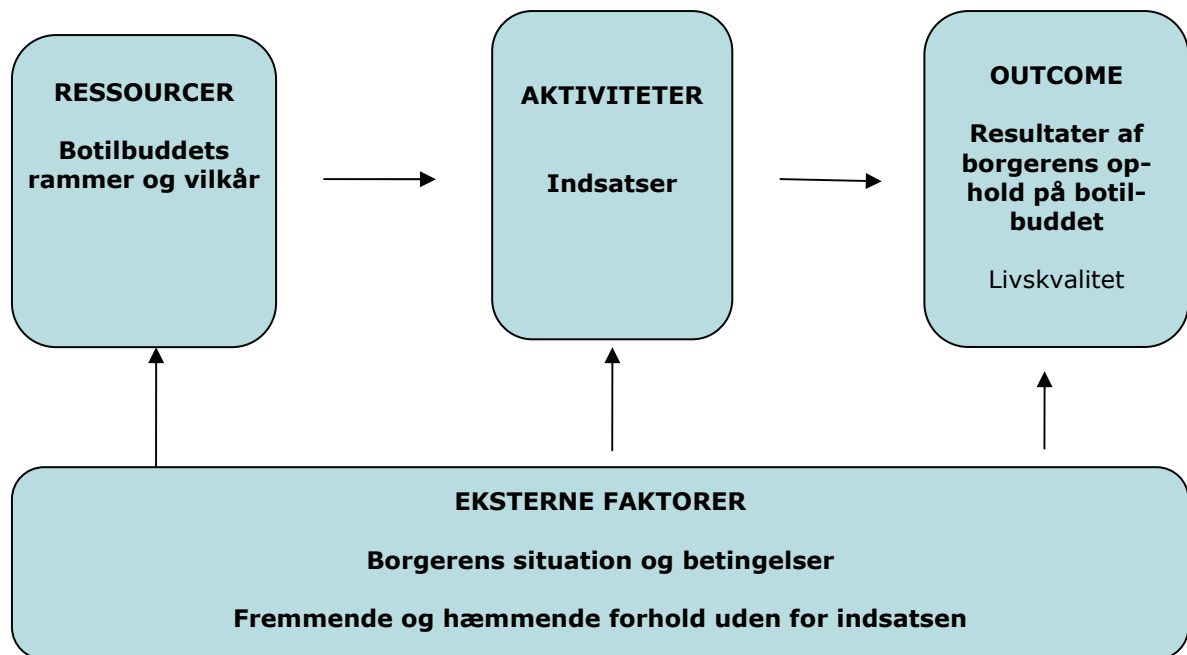 RESSOURCER
Botilbuddets
rammer og vilkår
AKTIVITETER
Indsatser
OUTCOME
Resultater af
borgerens op-
hold på botil-
buddet
Livskvalitet
EKSTERNE FAKTORER
Borgerens situation og betingelser
Fremmende og hæmmende forhold uden for indsatsen